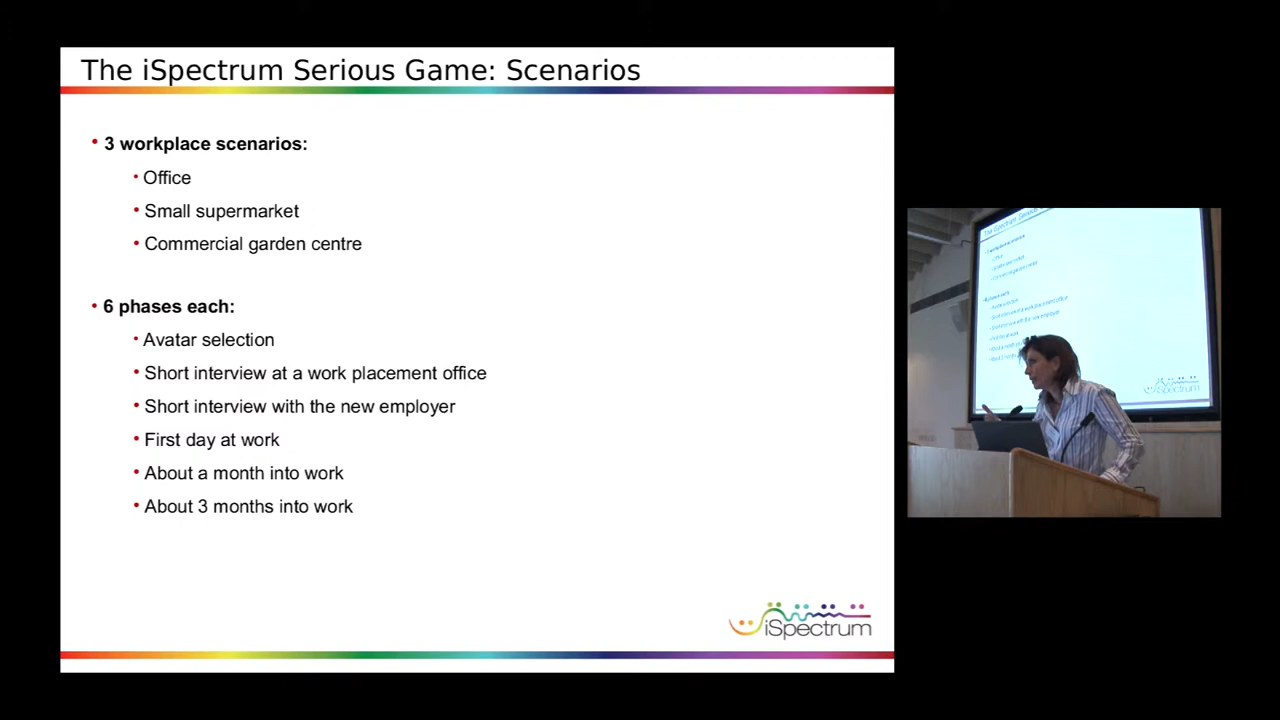 The iSpectrum Serious Game: Scenarios
• 3 workplace scenarios:
• Office
• Small supermarket
• Commercial garden centre
• 6 phases each:
• Avatar selection
• Short interview at a work placement office
• Short interview with the new employer
• First day at work
• About a month into work
• About 3 months into work
iSpectrum
iSpectrum